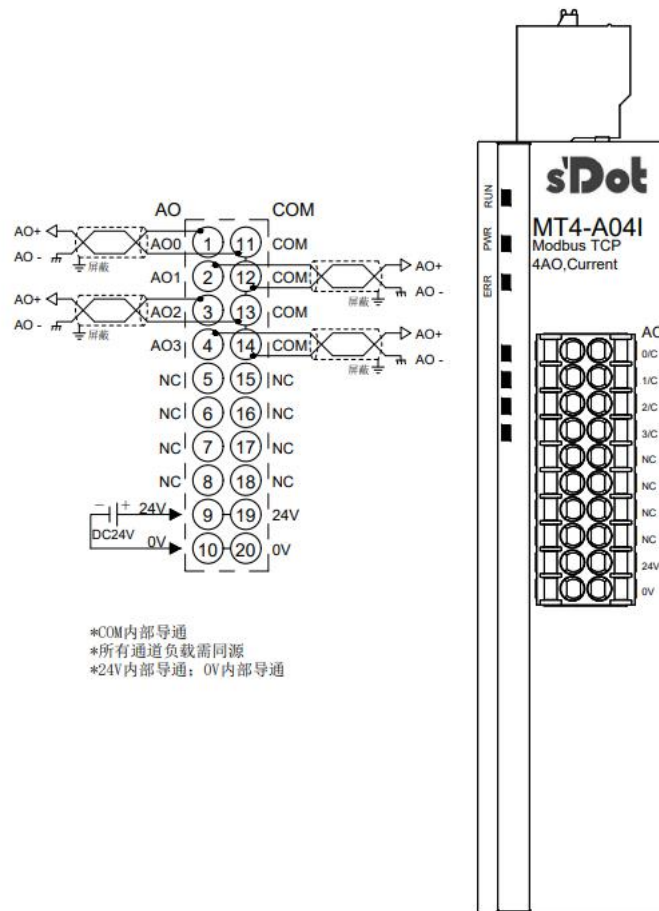 AO COM
AO+ AO0 1 11 COM
AO - 屏蔽
AO1 2 12 COM AO+
屏蔽 AO -
AO+ AO2 3 13 COM
AO - 屏蔽
AO3 4 14 COM AO+
屏蔽 AO -
NC 5 15 NC
NC 6 16 NC
NC 7 17 NC
NC 8 18 NC
− + 24V 9 19 24V
DC24V 0V 10 20 0V
*COM内部导通
*所有通道负载需同源
*24V内部导通；0V内部导通
s'Dot
RUN
PWR
ERR
MT4-A04I
Modbus TCP
4AO,Current
0/C
1/C
2/C
3/C
NC
NC
NC
NC
24V
0V